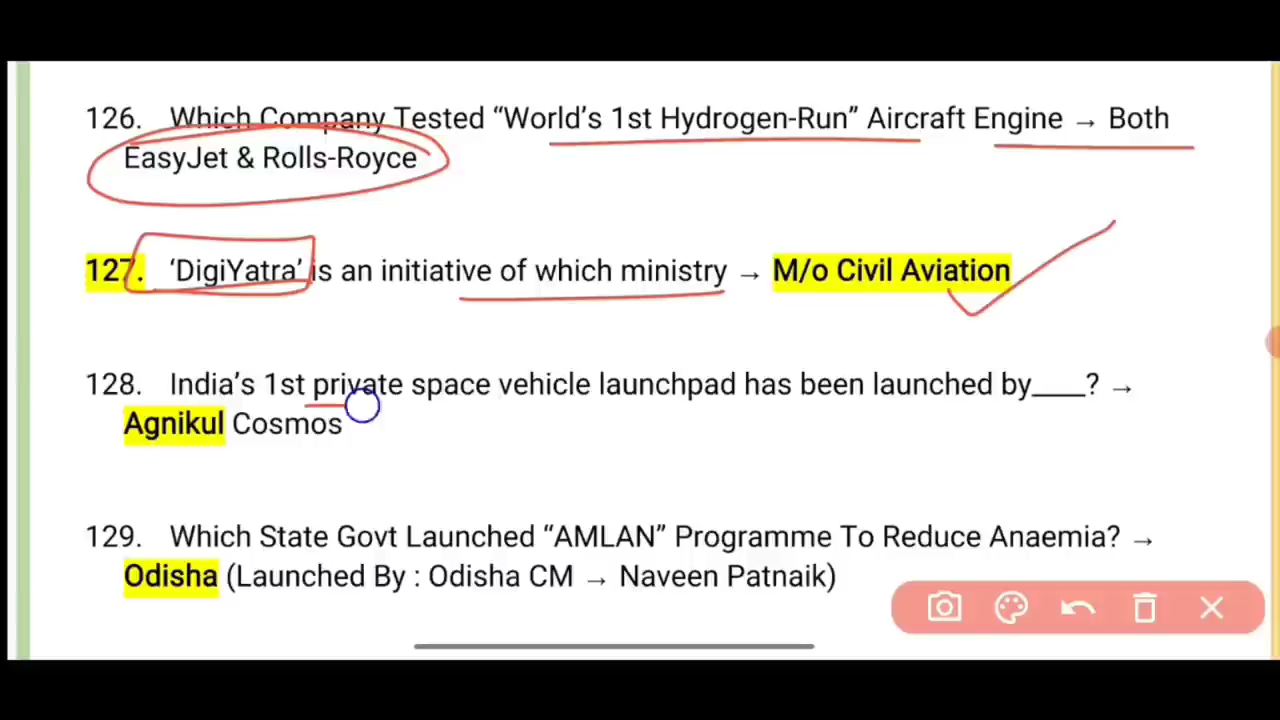 126. Which Company Tested “World’s 1st Hydrogen-Run” Aircraft Engine → Both
EasyJet & Rolls-Royce
127. ‘DigiYatra’ is an initiative of which ministry → M/o Civil Aviation
128. India’s 1st private space vehicle launchpad has been launched by____? →
Agnikul Cosmos
129. Which State Govt Launched “AMLAN” Programme To Reduce Anaemia? →
Odisha (Launched By : Odisha CM → Naveen Patnaik)